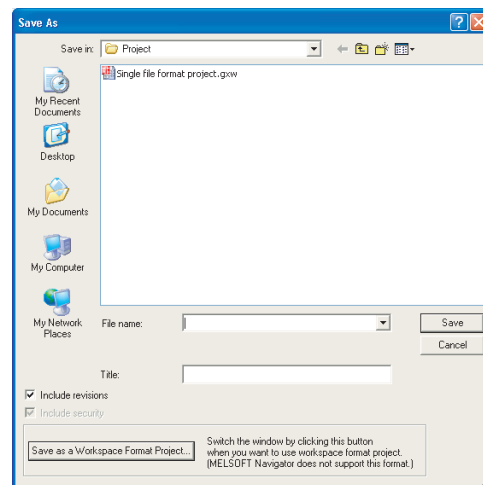 Save As
Save in:
Project
Single file format project.gxw
My Recent
Documents
Desktop
My Documents
My Computer
My Network
Places
File name:
Save
Cancel
Title:
Include revisions
Include security
Save as a Workspace Format Project...
Switch the window by clicking this button
when you want to use workspace format project.
(MELSOFT Navigator does not support this format.)